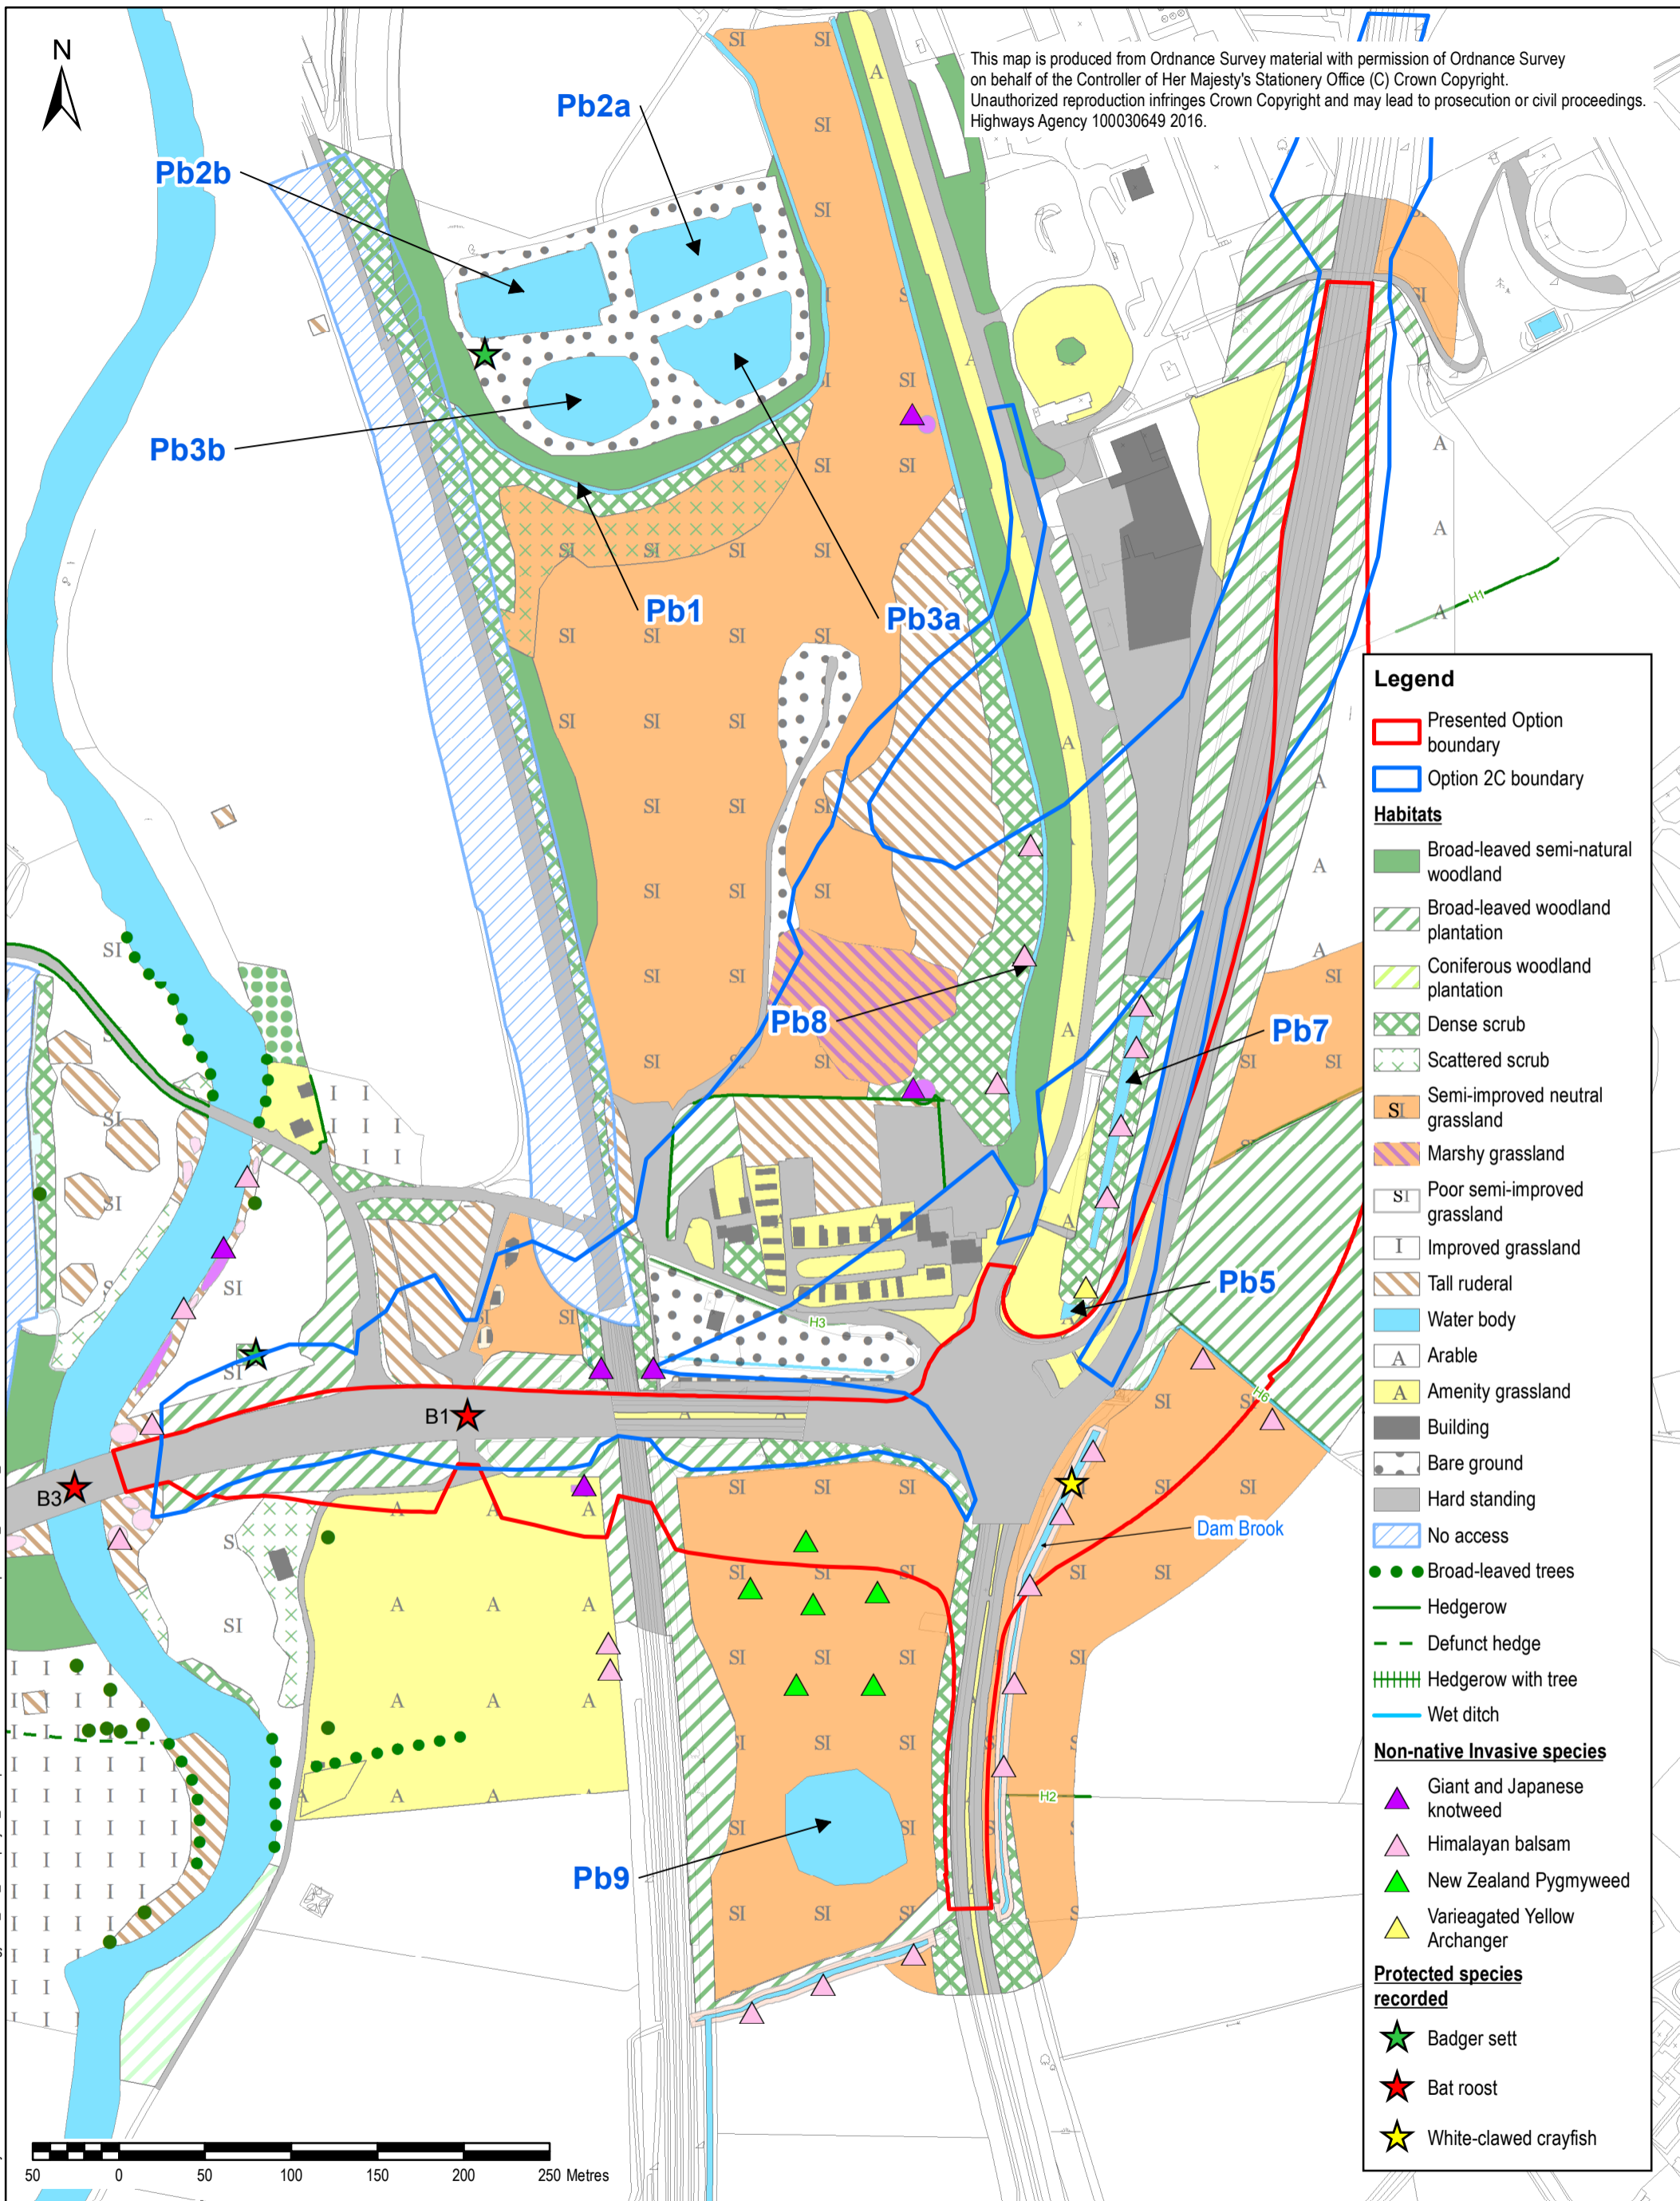 N
This map is produced from Ordnance Survey material with permission of Ordnance Survey
on behalf of the Controller of Her Majesty's Stationery Office (C) Crown Copyright.
Unauthorized reproduction infringes Crown Copyright and may lead to prosecution or civil proceedings.
Highways Agency 100030649 2016.
Pb2a
Pb2b
Pb3b
Pb1
Pb3a
Pb8
Pb7
Pb5
Pb9
H1
H3
H6
H2
B1
B3
Dam Brook
SI
A
I
Legend
Presented Option
boundary
Option 2C boundary
Habitats
Broad-leaved semi-natural
woodland
Broad-leaved woodland
plantation
Coniferous woodland
plantation
Dense scrub
Scattered scrub
SI Semi-improved neutral
grassland
Marshy grassland
SI Poor semi-improved
grassland
I Improved grassland
Tall ruderal
Water body
A Arable
A Amenity grassland
Building
Bare ground
Hard standing
No access
Broad-leaved trees
Hedgerow
Defunct hedge
Hedgerow with tree
Wet ditch
Non-native Invasive species
Giant and Japanese
knotweed
Himalayan balsam
New Zealand Pygmyweed
Varieagated Yellow
Archanger
Protected species
recorded
Badger sett
Bat roost
White-clawed crayfish
50 0 50 100 150 200 250 Metres